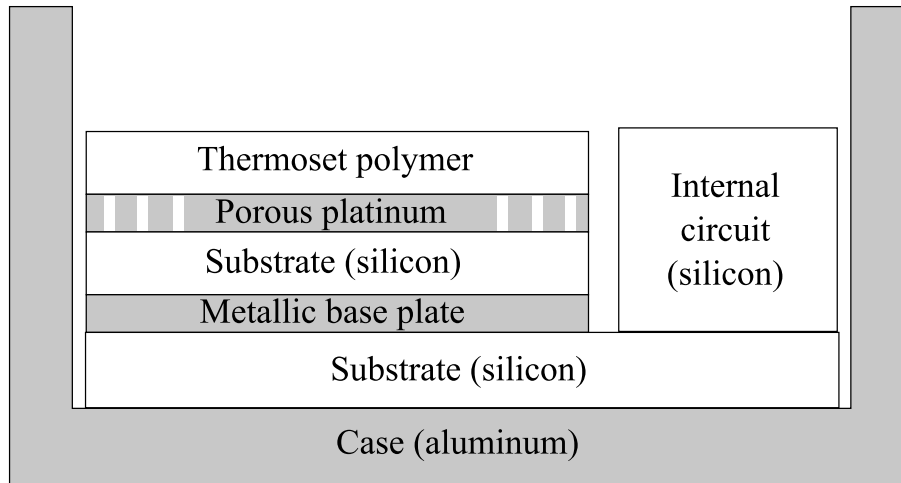 Thermoset polymer
Porous platinum
Substrate (silicon)
Metallic base plate
Internal
circuit
(silicon)
Substrate (silicon)
Case (aluminum)